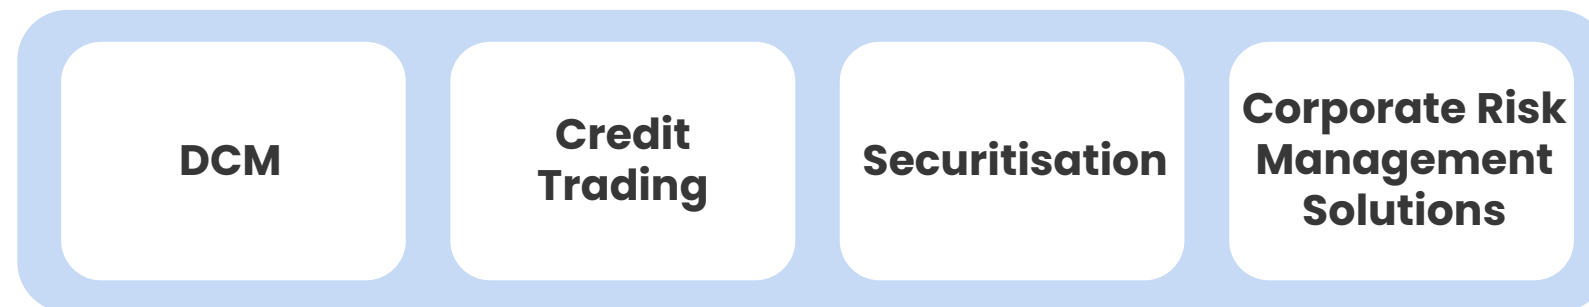 DCM
Credit
Trading
Securitisation
Corporate Risk
Management
Solutions